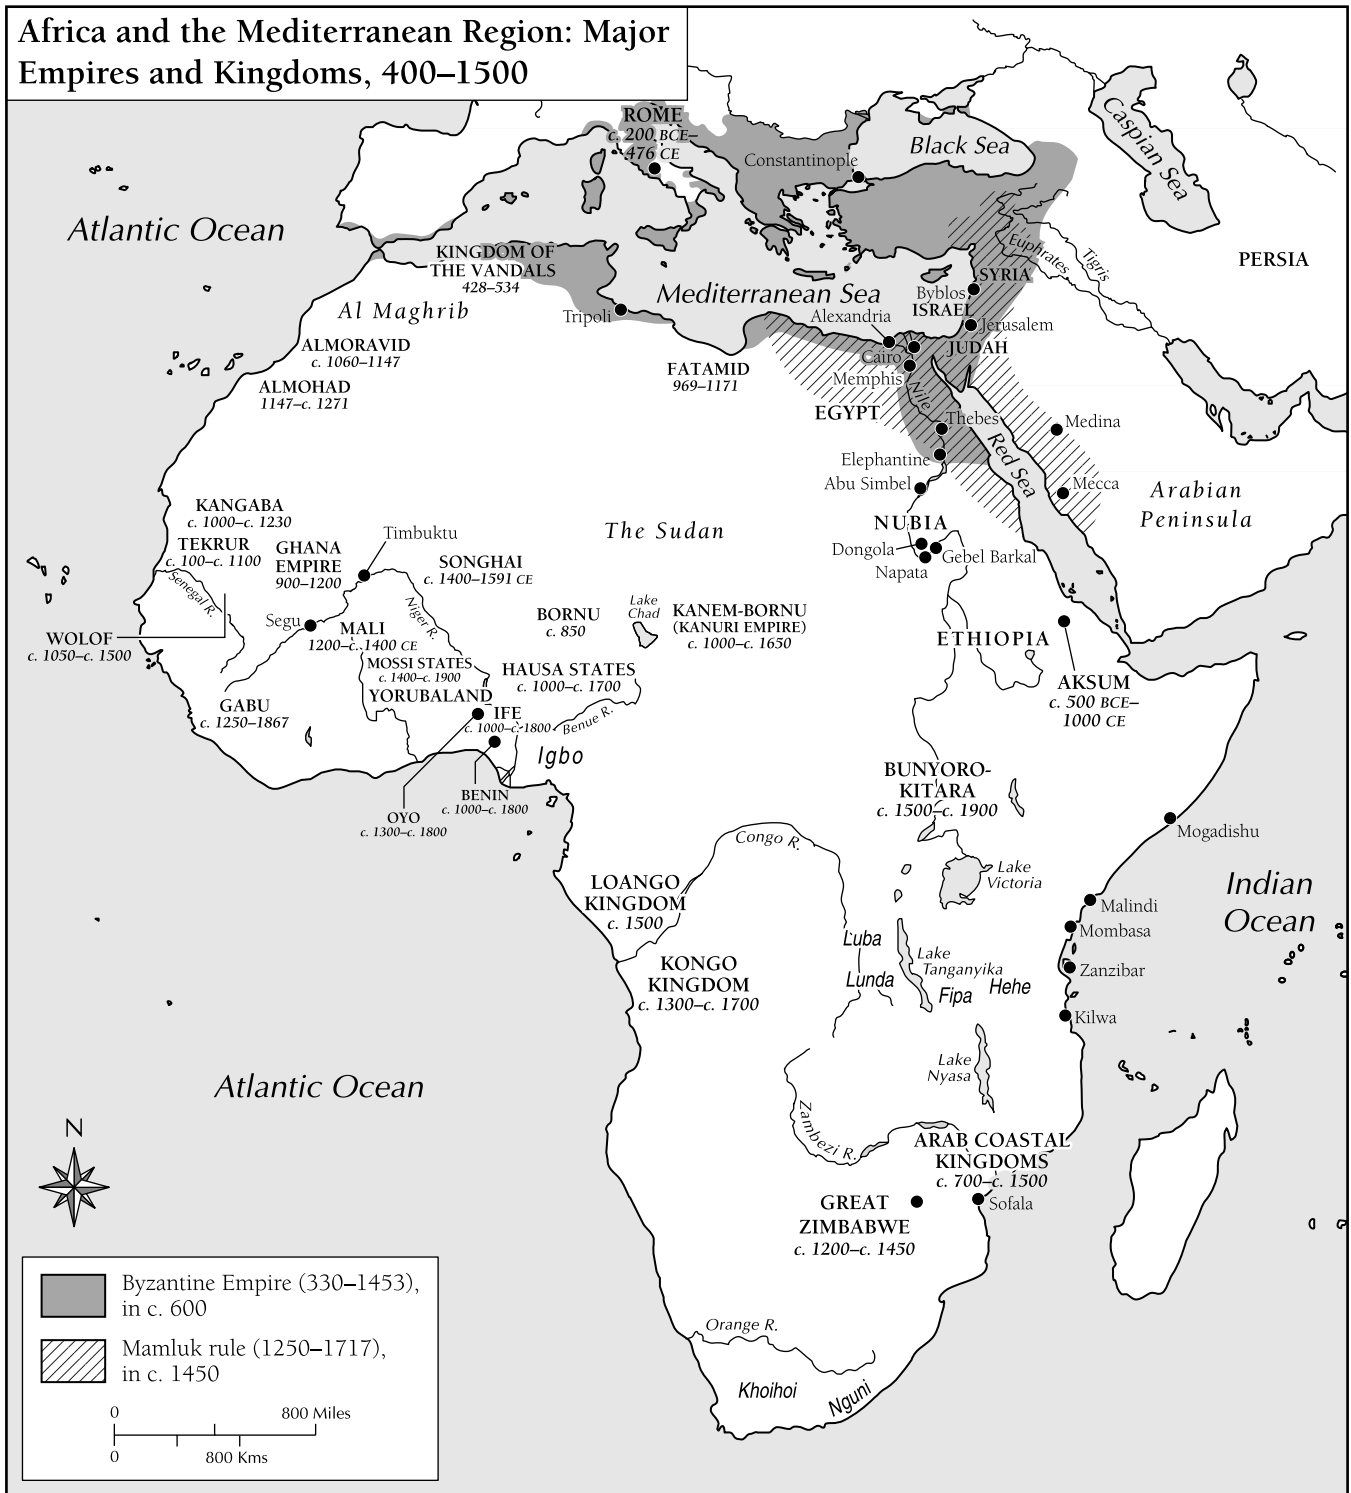 Africa and the Mediterranean Region: Major
Empires and Kingdoms, 400–1500
ROME
c. 200 BCE–
476 CE
Constantinople
Black Sea
Caspian Sea
Atlantic Ocean
KINGDOM OF
THE VANDALS
428–534
Euphrates
Tigris
PERSIA
SYRIA
Mediterranean Sea
Byblos
ISRAEL
Al Maghrib
Tripoli
Alexandria
Jerusalem
ALMORAVID
c. 1060–1147
Cairo
JUDAH
FATAMID
969–1171
Memphis
ALMOHAD
1147–c. 1271
Nile
EGYPT
Thebes
Medina
Red Sea
Elephantine
Abu Simbel
Mecca
Arabian
Peninsula
KANGABA
c. 1000–c. 1230
TEKRUR
c. 100–c. 1100
GHANA
EMPIRE
900–1200
Timbuktu
The Sudan
NUBIA
Dongola
Gebel Barkal
Napata
SONGHAI
c. 1400–1591 CE
Senegal R.
Niger R.
Lake
Chad
BORNU
c. 850
KANEM-BORNU
(KANURI EMPIRE)
c. 1000–c. 1650
Segu
MALI
1200–c. 1400 CE
WOLOF
c. 1050–c. 1500
ETHIOPIA
MOSSI STATES
c. 1400–c. 1900
HAUSA STATES
c. 1000–c. 1700
AKSUM
c. 500 BCE–
1000 CE
YORUBALAND
GABU
c. 1250–1867
IFE
c. 1000–c. 1800
Benue R.
Igbo
BENIN
c. 1000–c. 1800
OYO
c. 1300–c. 1800
BUNYORO-
KITARA
c. 1500–c. 1900
Mogadishu
Congo R.
Lake
Victoria
Indian
Ocean
LOANGO
KINGDOM
c. 1500
Malindi
Mombasa
Luba
Lake
Tanganyika
Zanzibar
KONGO
KINGDOM
c. 1300–c. 1700
Lunda
Fipa
Hehe
Kilwa
Lake
Nyasa
Atlantic Ocean
N
Zambezi R.
ARAB COASTAL
KINGDOMS
c. 700–c. 1500
GREAT
ZIMBABWE
c. 1200–c. 1450
Sofala
Byzantine Empire (330–1453),
in c. 600
Mamluk rule (1250–1717),
in c. 1450
Orange R.
Khoihoi
Nguni
0 800 Miles
0 800 Kms